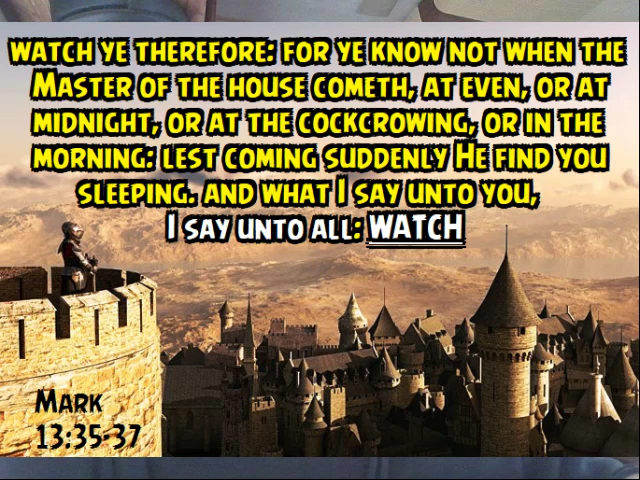 WATCH YE THEREFORE: FOR YE KNOW NOT WHEN THE
MASTER OF THE HOUSE COMETH, AT EVEN, OR AT
MIDNIGHT, OR AT THE COCKCROWING, OR IN THE
MORNING: LEST COMING SUDDENLY HE FIND YOU
SLEEPING. AND WHAT I SAY UNTO YOU,
I SAY UNTO ALL: WATCH
MARK
13:35-37